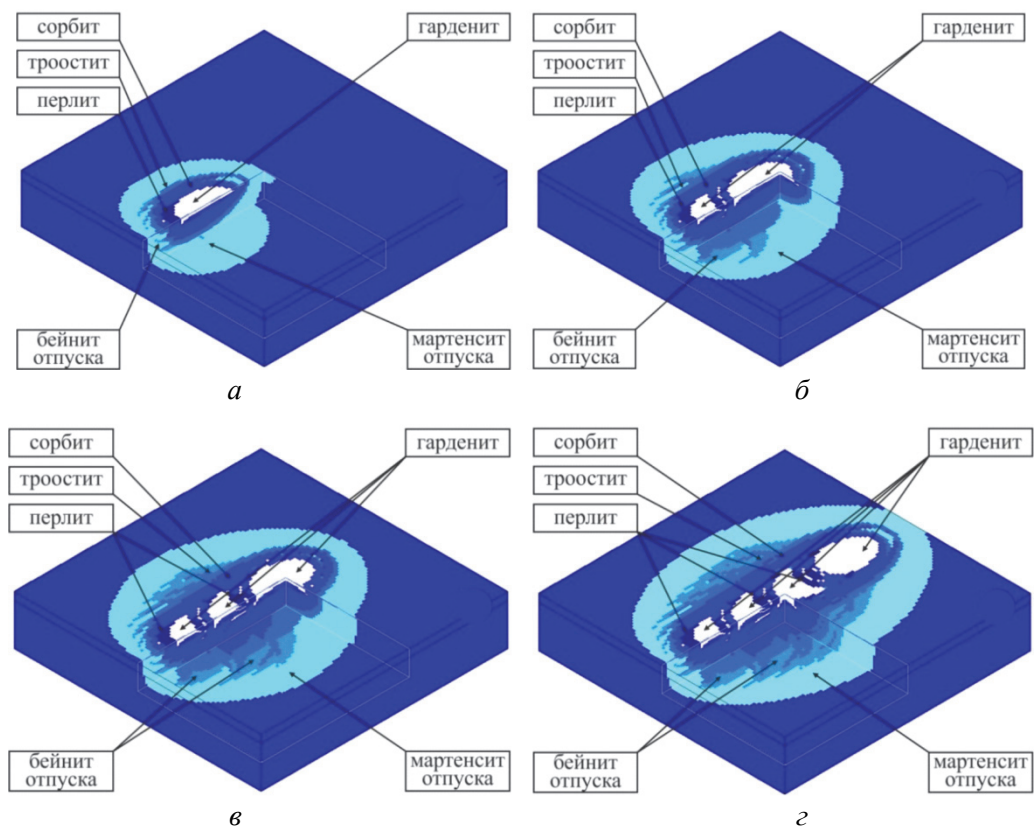 сорбит
троостит
перлит
гарденит
бейнит
отпуска
мартенсит
отпуска
а
сорбит
троостит
перлит
гарденит
бейнит
отпуска
мартенсит
отпуска
б
сорбит
троостит
перлит
гарденит
бейнит
отпуска
мартенсит
отпуска
в
сорбит
троостит
перлит
гарденит
бейнит
отпуска
мартенсит
отпуска
г